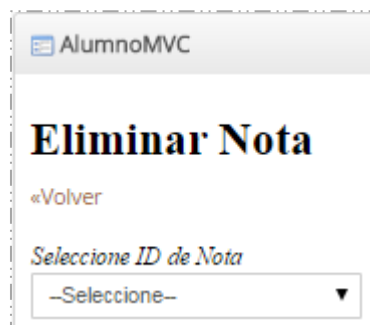 AlumnoMVC
Eliminar Nota
«Volver
Seleccione ID de Nota
--Seleccione--